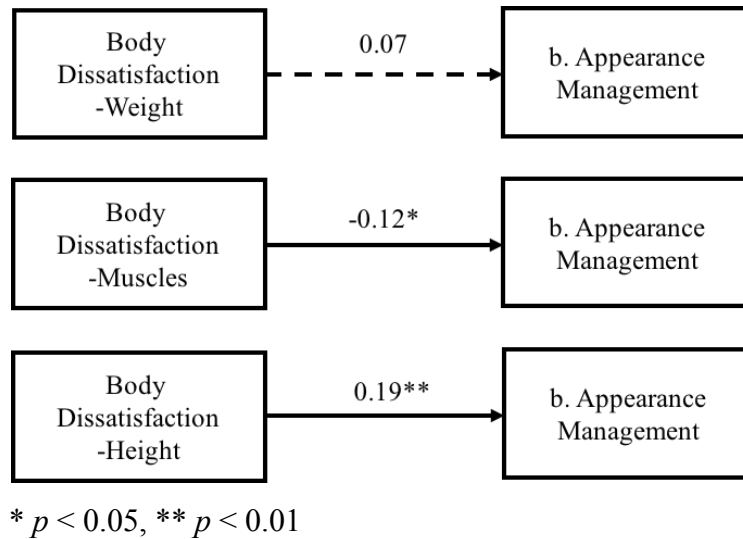 Body
Dissatisfaction
-Weight
0.07
b. Appearance
Management
Body
Dissatisfaction
-Muscles
-0.12*
b. Appearance
Management
Body
Dissatisfaction
-Height
0.19**
b. Appearance
Management
* p < 0.05, ** p < 0.01